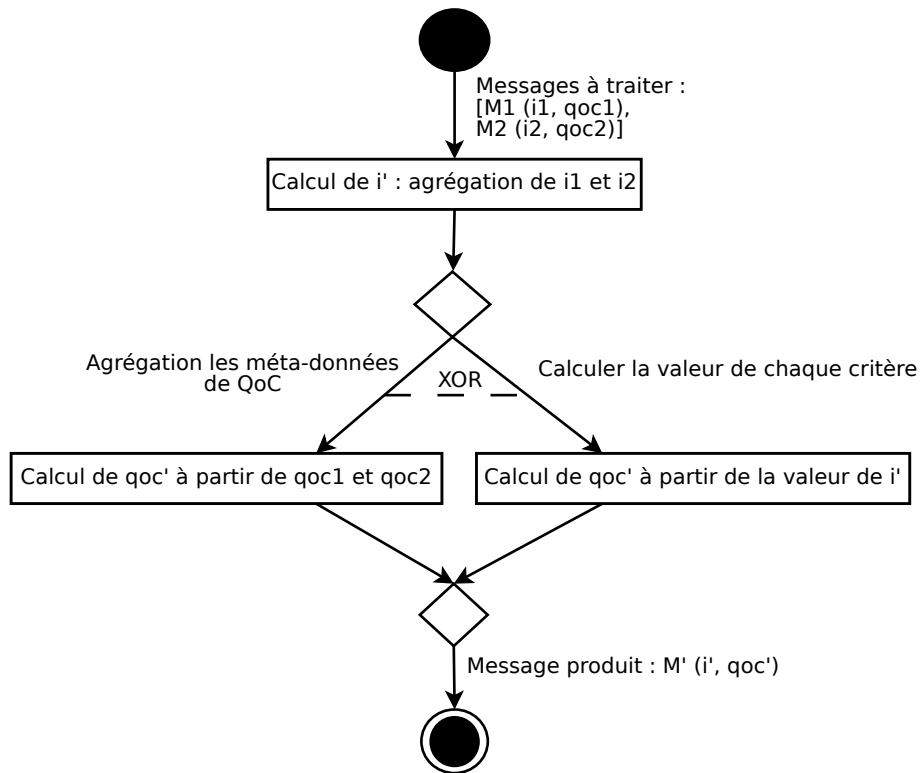 Messages à traiter :
[M1 (i1, qoc1),
M2 (i2, qoc2)]
Calcul de i' : agrégation de i1 et i2
Agrégation les méta-données
de QoC
XOR
Calculer la valeur de chaque critère
Calcul de qoc' à partir de qoc1 et qoc2
Calcul de qoc' à partir de la valeur de i'
Message produit : M' (i', qoc')